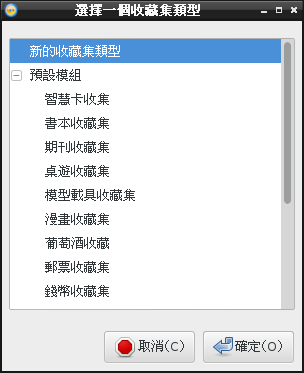 選擇一個收藏集類型
新的收藏集類型
預設模組
智慧卡收集
書本收藏集
期刊收藏集
桌遊收藏集
模型載具收藏集
漫畫收藏集
葡萄酒收藏
郵票收藏集
錢幣收藏集
取消(C)
確定(O)